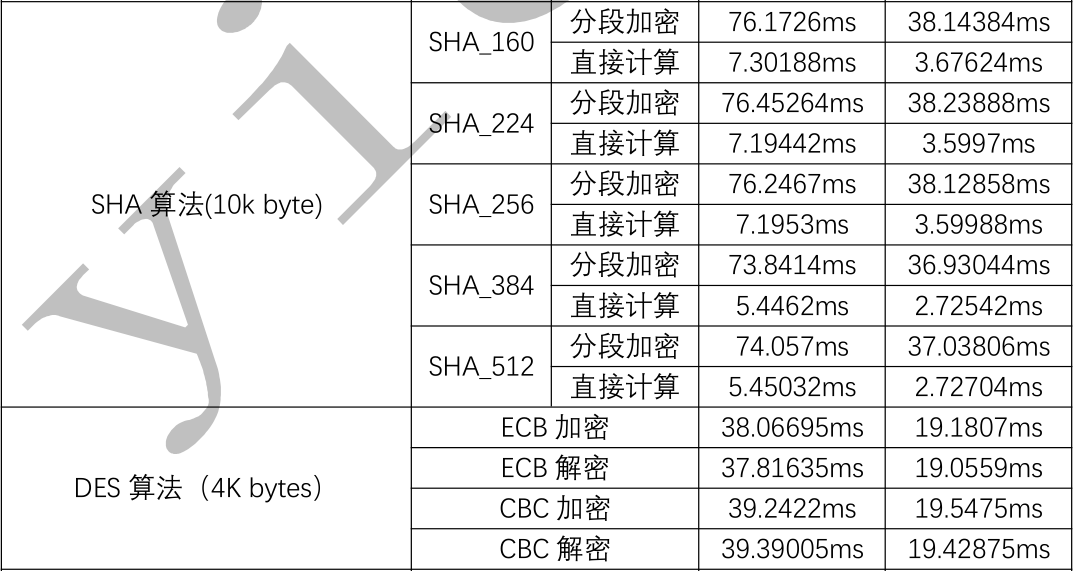 SHA 算法(10k byte)
SHA_160 分段加密 76.1726ms 38.14384ms
直接计算 7.30188ms 3.67624ms
SHA_224 分段加密 76.45264ms 38.23888ms
直接计算 7.19442ms 3.5997ms
SHA_256 分段加密 76.2467ms 38.12858ms
直接计算 7.1953ms 3.59988ms
SHA_384 分段加密 73.8414ms 36.93044ms
直接计算 5.4462ms 2.72542ms
SHA_512 分段加密 74.057ms 37.03806ms
直接计算 5.45032ms 2.72704ms
DES 算法（4K bytes）
ECB 加密 38.06695ms 19.1807ms
ECB 解密 37.81635ms 19.0559ms
CBC 加密 39.2422ms 19.5475ms
CBC 解密 39.39005ms 19.42875ms